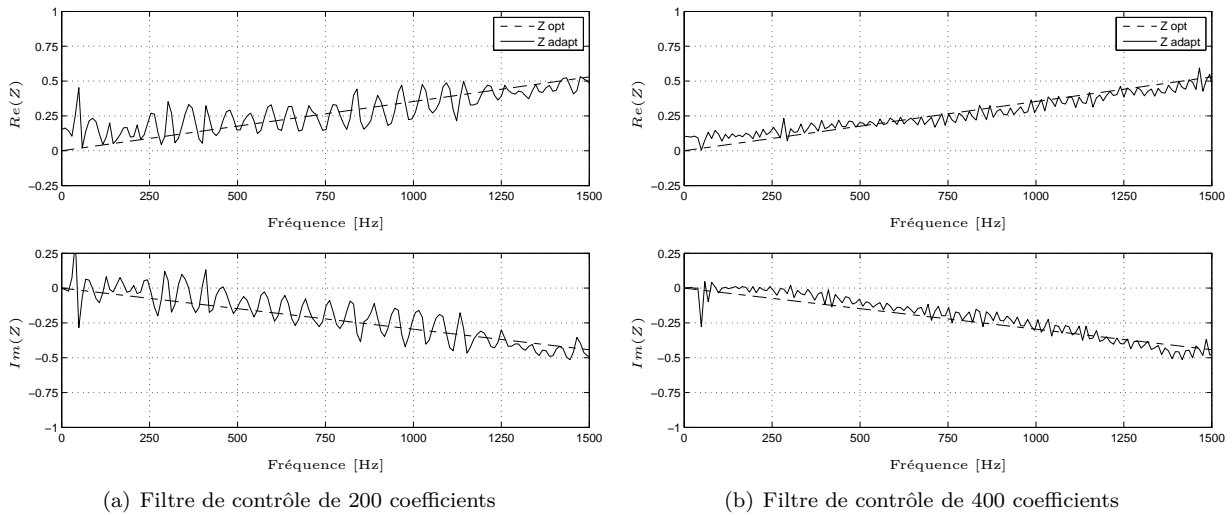 1
0.75
0.5
0.25
0
−0.25
Re(Z)
Z opt
Z adapt
0 250 500 750 1000 1250 1500
Fréquence [Hz]
0.25
0
−0.25
−0.5
−0.75
−1
Im(Z)
0 250 500 750 1000 1250 1500
Fréquence [Hz]
(a) Filtre de contrôle de 200 coefficients
1
0.75
0.5
0.25
0
−0.25
Re(Z)
Z opt
Z adapt
0 250 500 750 1000 1250 1500
Fréquence [Hz]
0.25
0
−0.25
−0.5
−0.75
−1
Im(Z)
0 250 500 750 1000 1250 1500
Fréquence [Hz]
(b) Filtre de contrôle de 400 coefficients